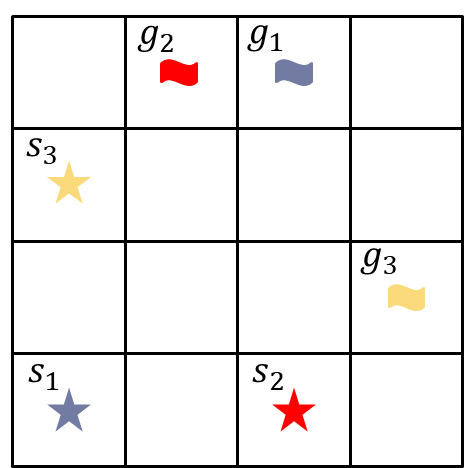 g₂ g₁
s₃
g₃
s₁ s₂